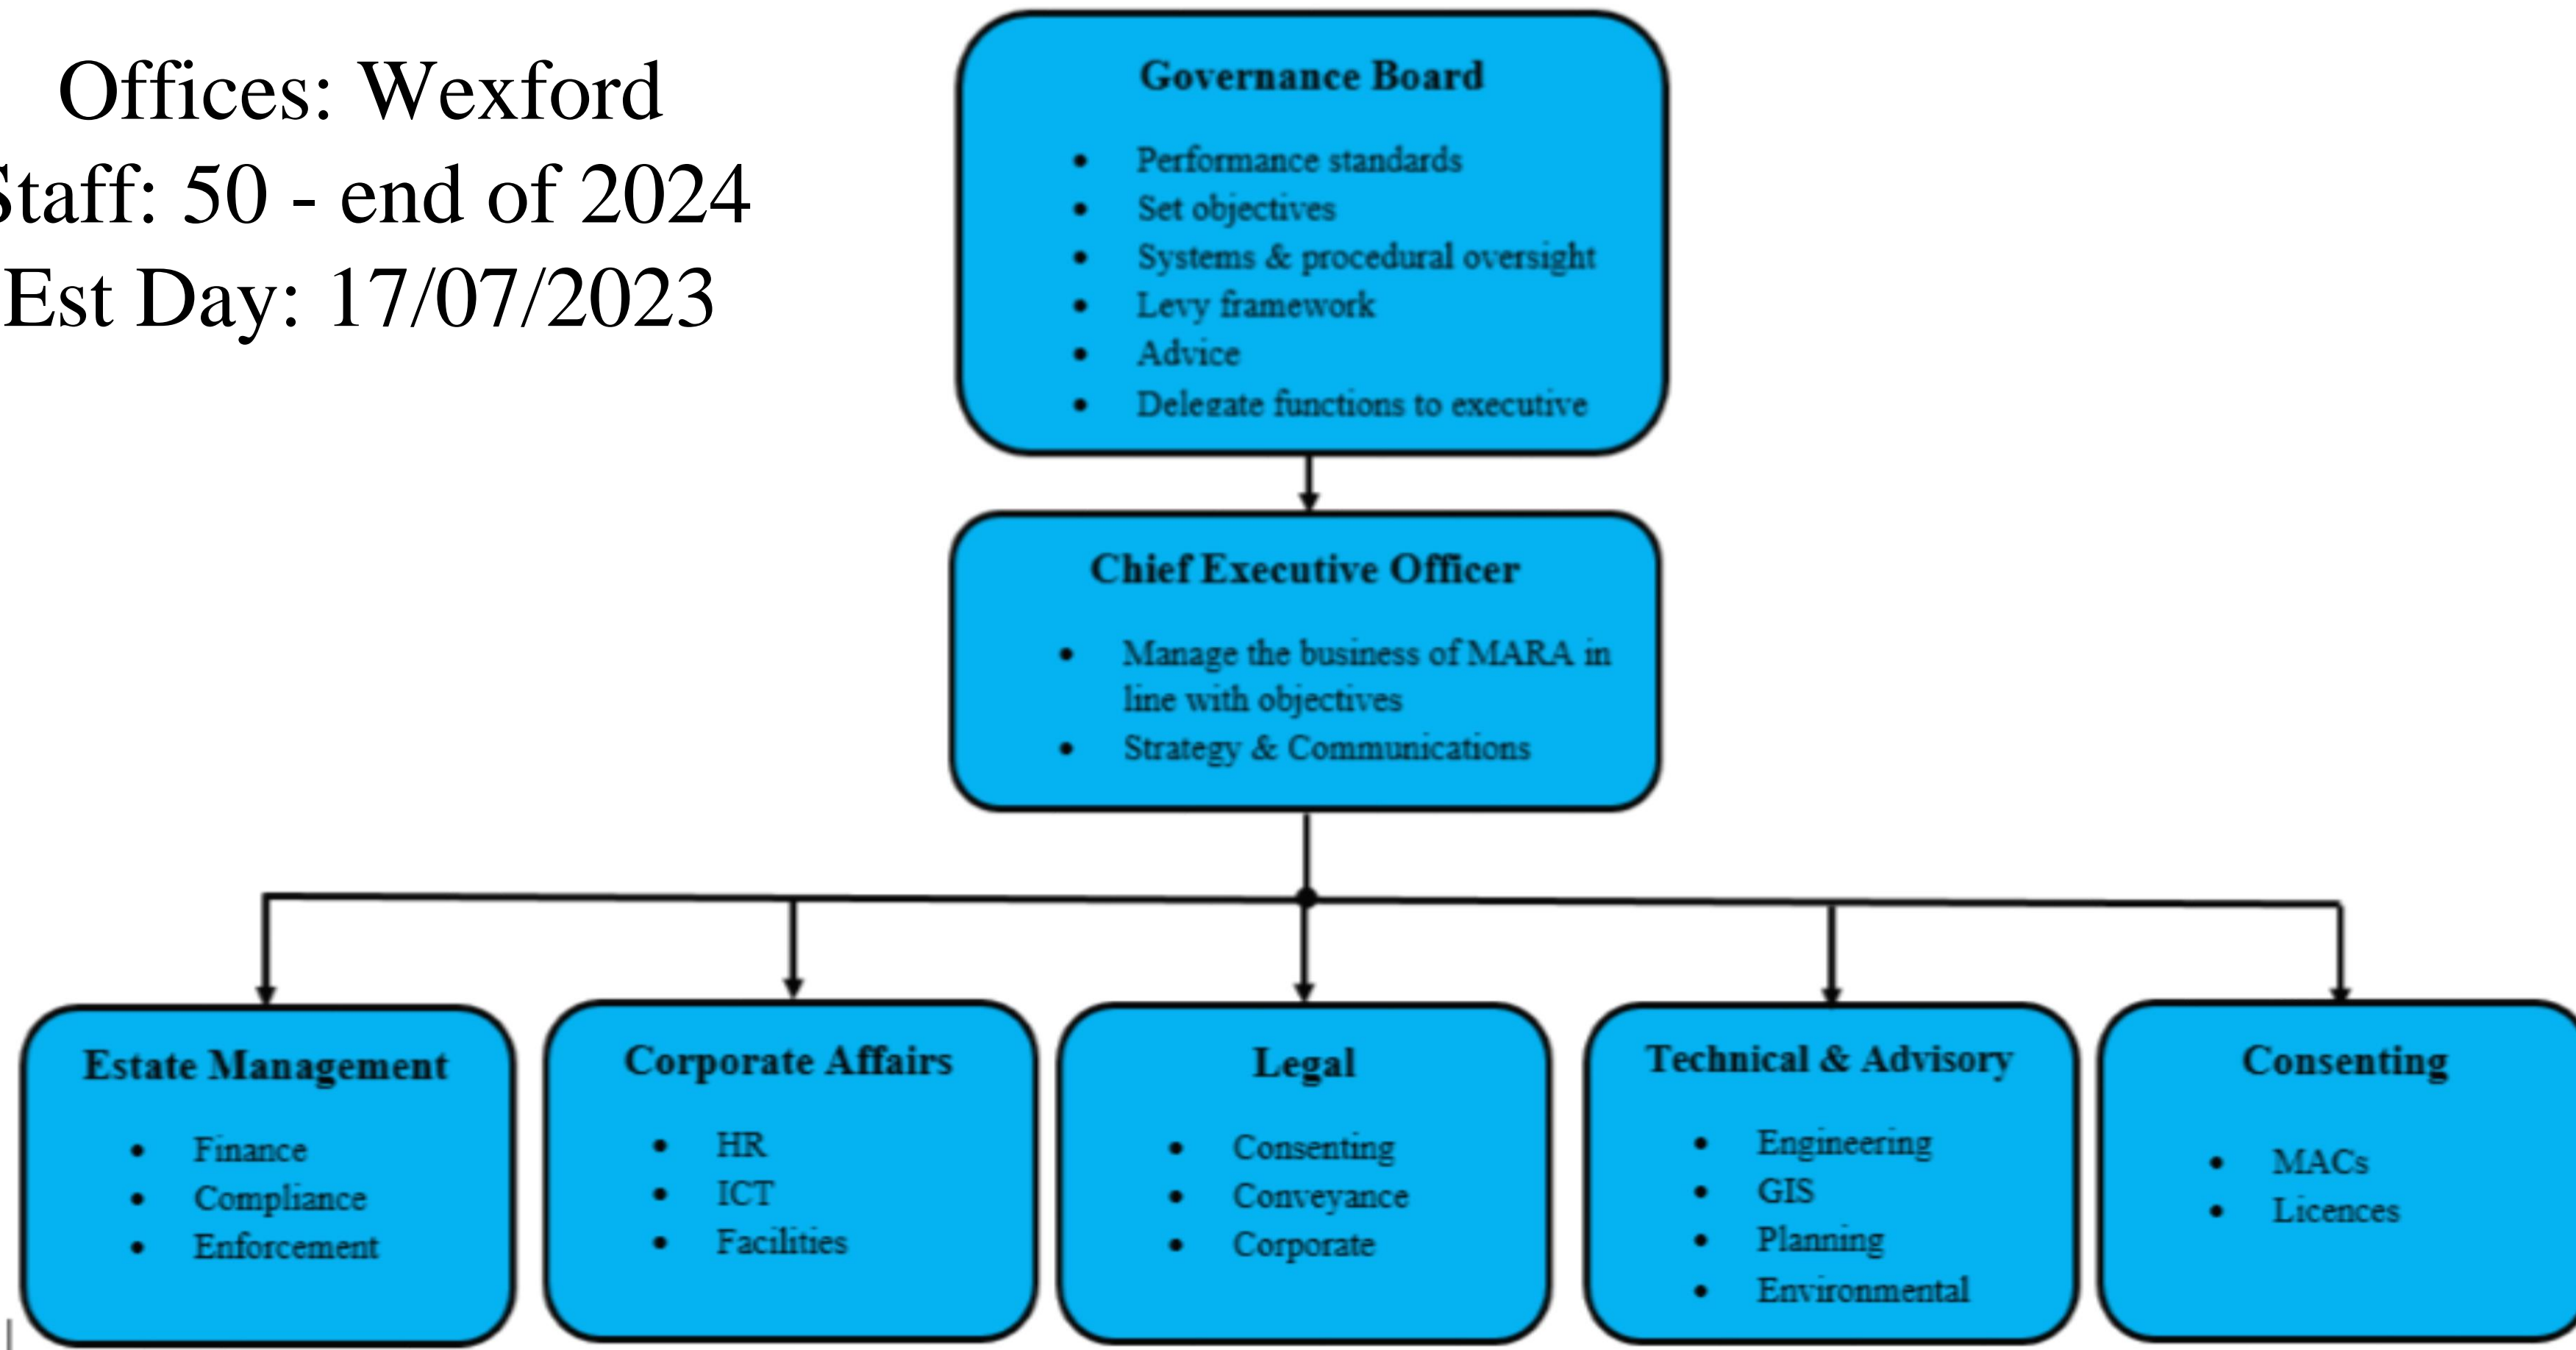 Offices: Wexford
Staff: 50 - end of 2024
Est Day: 17/07/2023
Governance Board
• Performance standards
• Set objectives
• Systems & procedural oversight
• Levy framework
• Advice
• Delegate functions to executive
Chief Executive Officer
• Manage the business of MARA in
line with objectives
• Strategy & Communications
Estate Management
• Finance
• Compliance
• Enforcement
Corporate Affairs
• HR
• ICT
• Facilities
Legal
• Consenting
• Conveyance
• Corporate
Technical & Advisory
• Engineering
• GIS
• Planning
• Environmental
Consenting
• MACs
• Licences